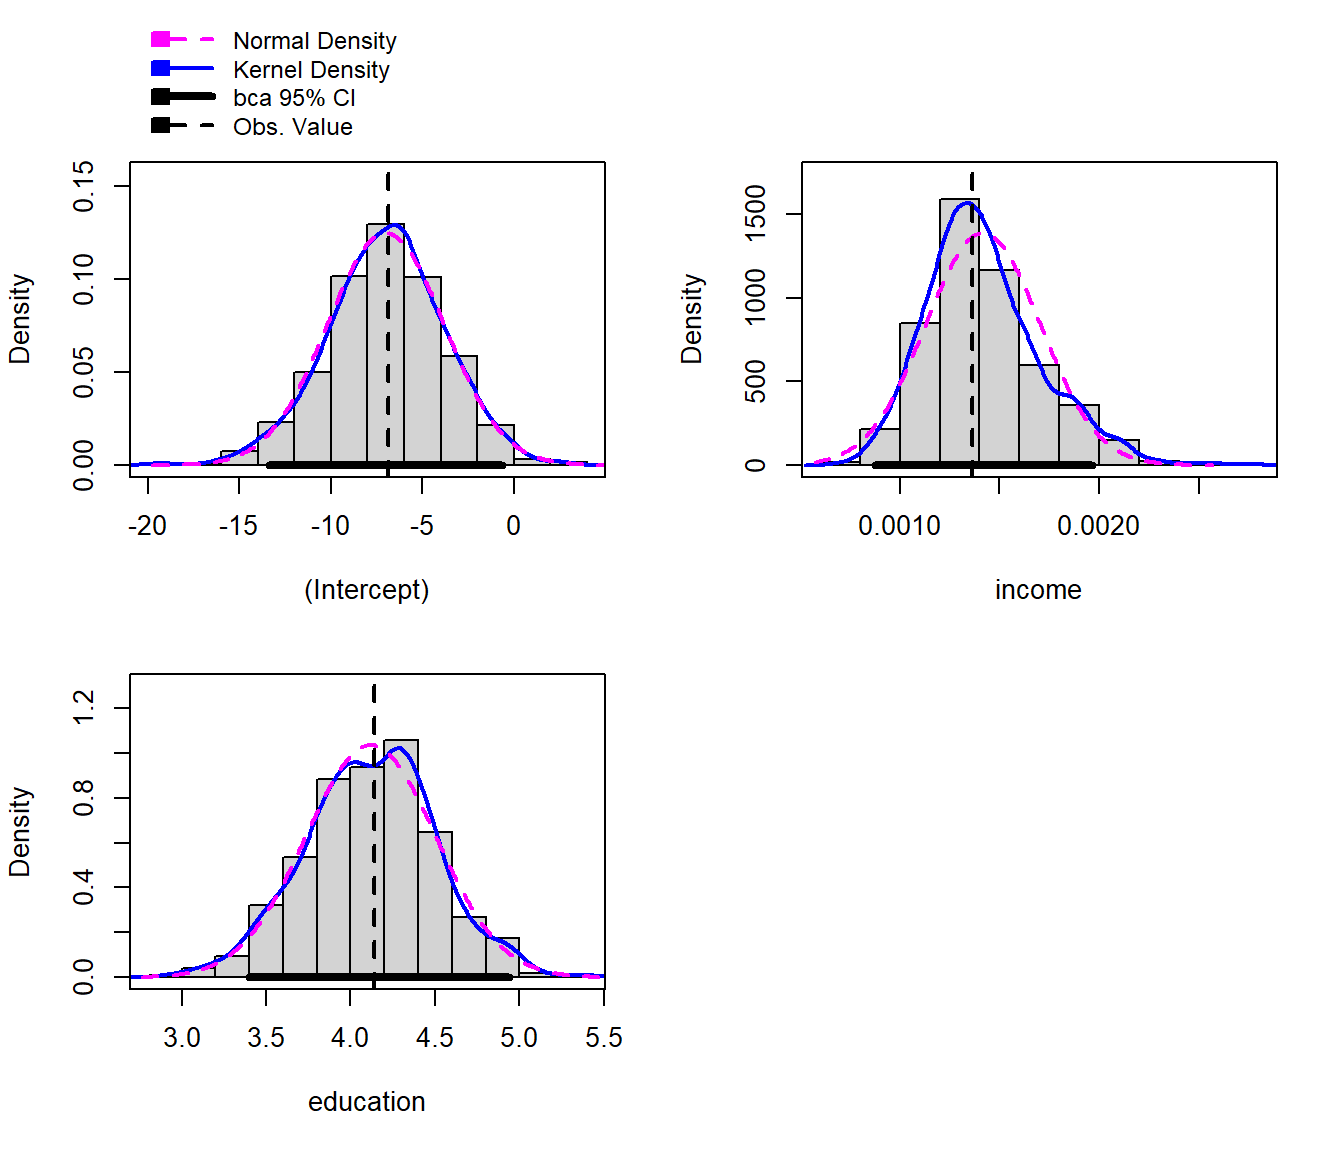 Normal Density
Kernel Density
bca 95% CI
Obs. Value
Density
0.00 0.05 0.10 0.15
-20 -15 -10 -5 0
(Intercept)
Density
0 500 1000 1500
0.0010 0.0020
income
Density
0.0 0.4 0.8 1.2
3.0 3.5 4.0 4.5 5.0 5.5
education